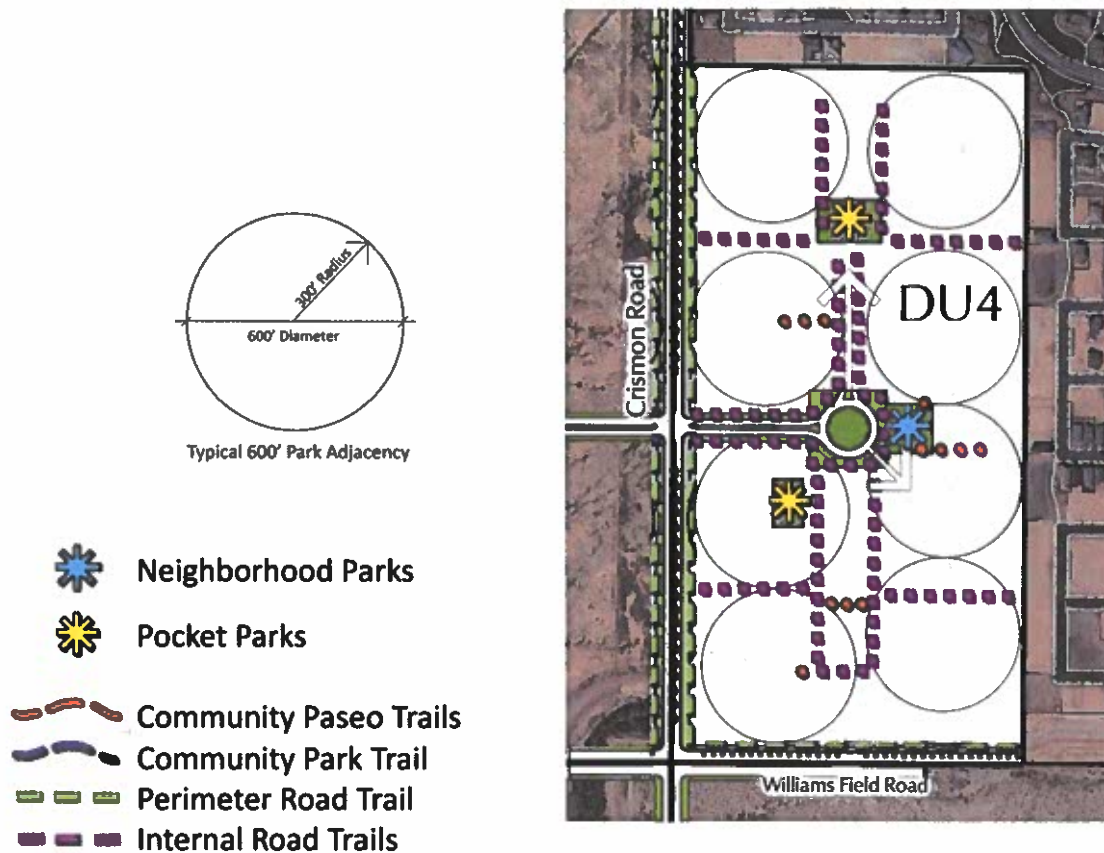 300' Radius
600' Diameter
Typical 600' Park Adjacency
Neighborhood Parks
Pocket Parks
Community Paseo Trails
Community Park Trail
Perimeter Road Trail
Internal Road Trails
Crismon Road
DU4
Williams Field Road